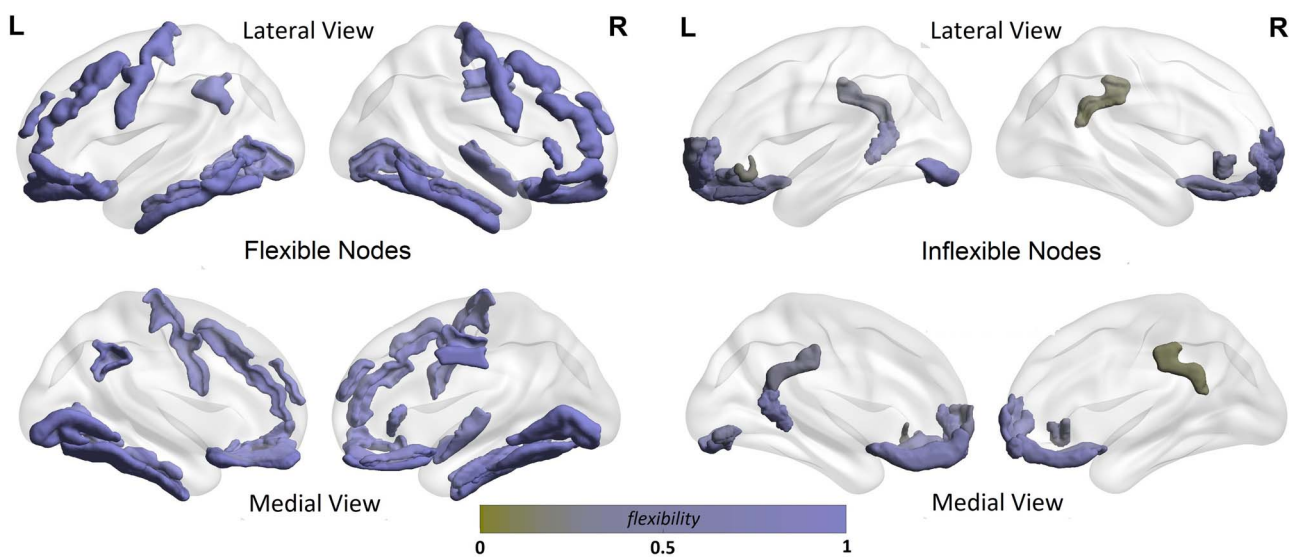 L
Lateral View
R
L
Lateral View
R
Flexible Nodes
Inflexible Nodes
Medial View
Medial View
flexibility
0
0.5
1